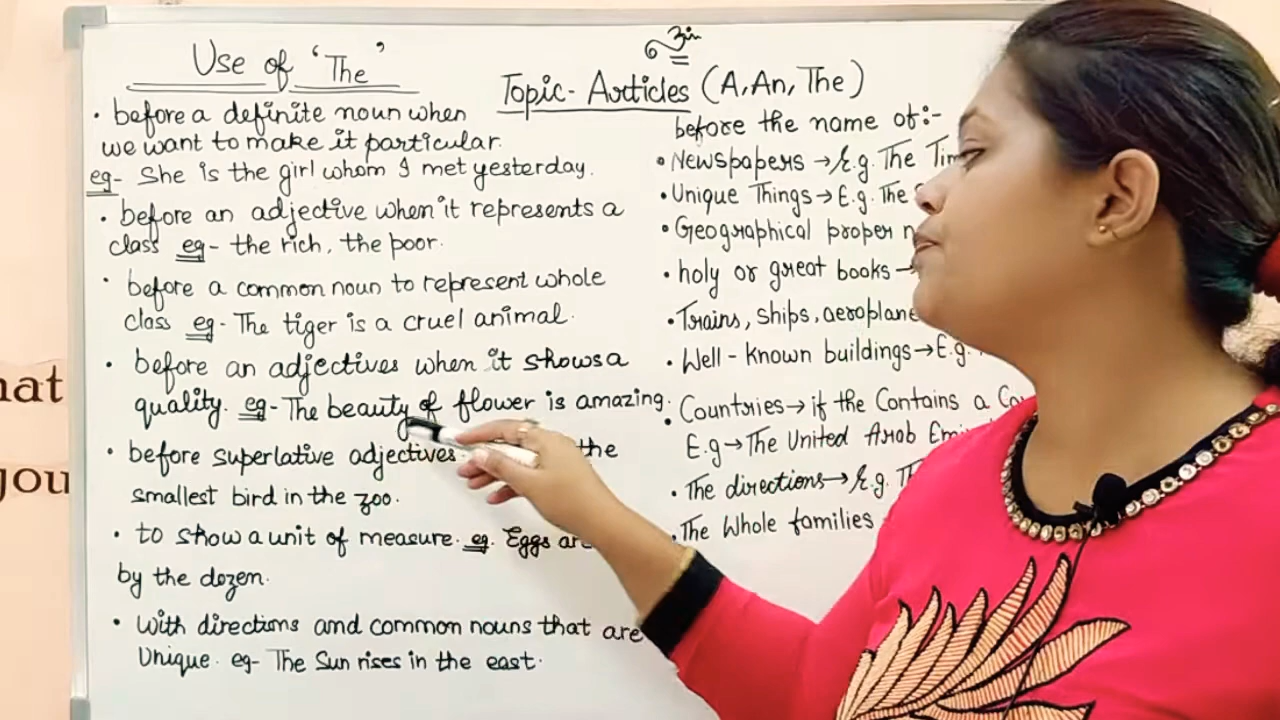 Use of 'The'
Topic- Articles (A, An, The)
• before a definite noun when
we want to make it particular.
eg- She is the girl whom I met yesterday.
• before an adjective when it represents a
class eg- the rich, the poor.
• before a common noun to represent whole
class eg- The tiger is a cruel animal.
• before an adjectives when it shows a
quality. eg- The beauty of flower is amazing.
• before superlative adjectives. the
smallest bird in the zoo.
• to show a unit of measure. eg. Eggs are
by the dozen.
• With directions and common nouns that are
Unique. eg- The Sun rises in the east.
before the name of:-
• Newspapers → E.g. The
• Unique Things → E.g. The
• Geographical proper
• holy or great books →
• Trains, ships, aeroplane
• Well-known buildings → E.g.
• Countries → if the Contains a
E.g → The United Arab
• The directions → E.g.
• The Whole families
hat
you